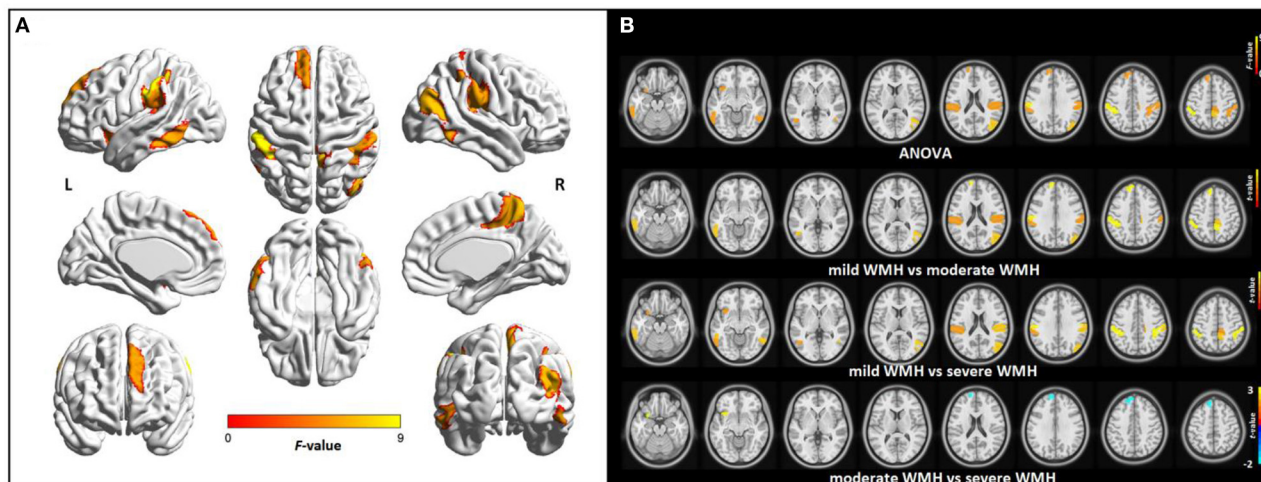 A
L
R
0
9
F-value
B
F-value
ANOVA
t-value
mild WMH vs moderate WMH
t-value
mild WMH vs severe WMH
3
t-value
-2
moderate WMH vs severe WMH